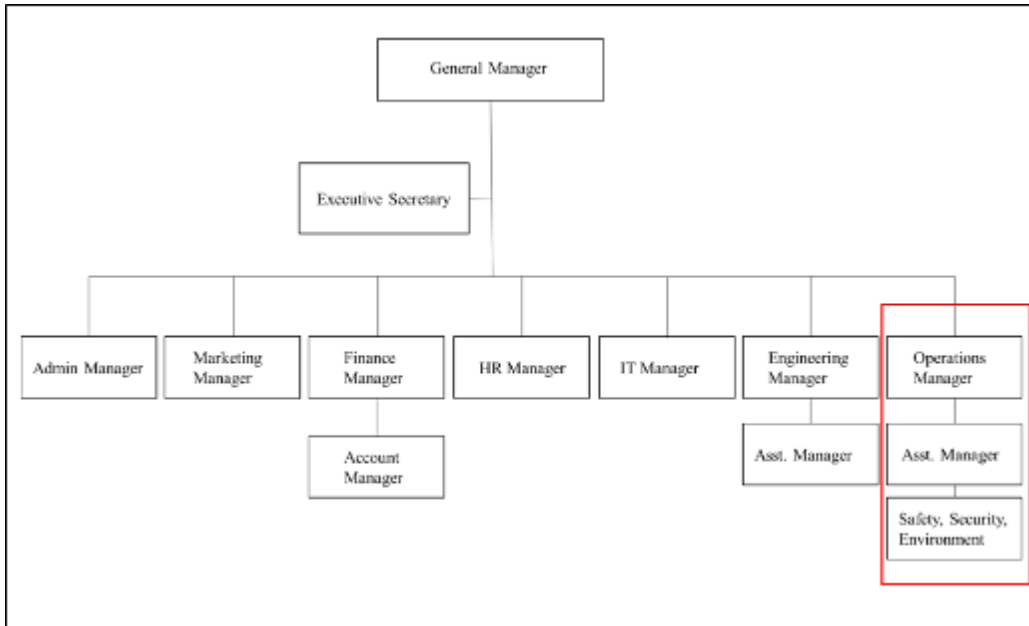 General Manager
Executive Secretary
Admin Manager
Marketing
Manager
Finance
Manager
HR Manager
IT Manager
Engineering
Manager
Operations
Manager
Account
Manager
Asst. Manager
Asst. Manager
Safety, Security,
Environment